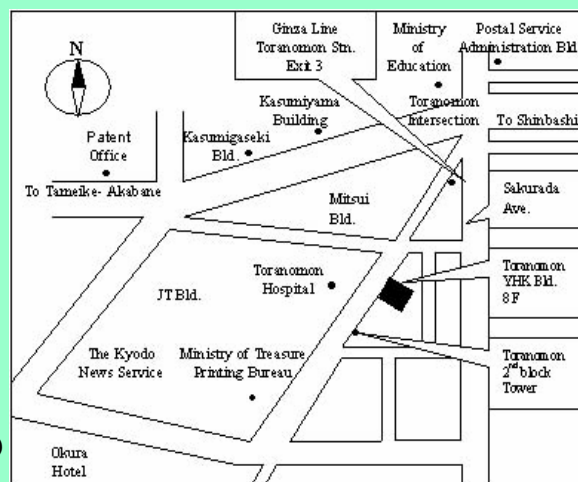 Ginza Line
Toranomon Stn.
Exit 3
Ministry
of
Education
Postal Service
Administration Bld
N
Kasumiyama
Building
Toranomon
Intersection
To Shinbashi
Patent
Office
Kasumigaseki
Bld.
To Tameike- Akabane
Mitsui
Bld.
Sakurada
Ave.
Toranomon
Hospital
JT Bld.
Toranomon
YHK Bld.
8 F
The Kyodo
News Service
Ministry of Treasure
Printing Bureau
Toranomon
2nd block
Tower
Okura
Hotel
)